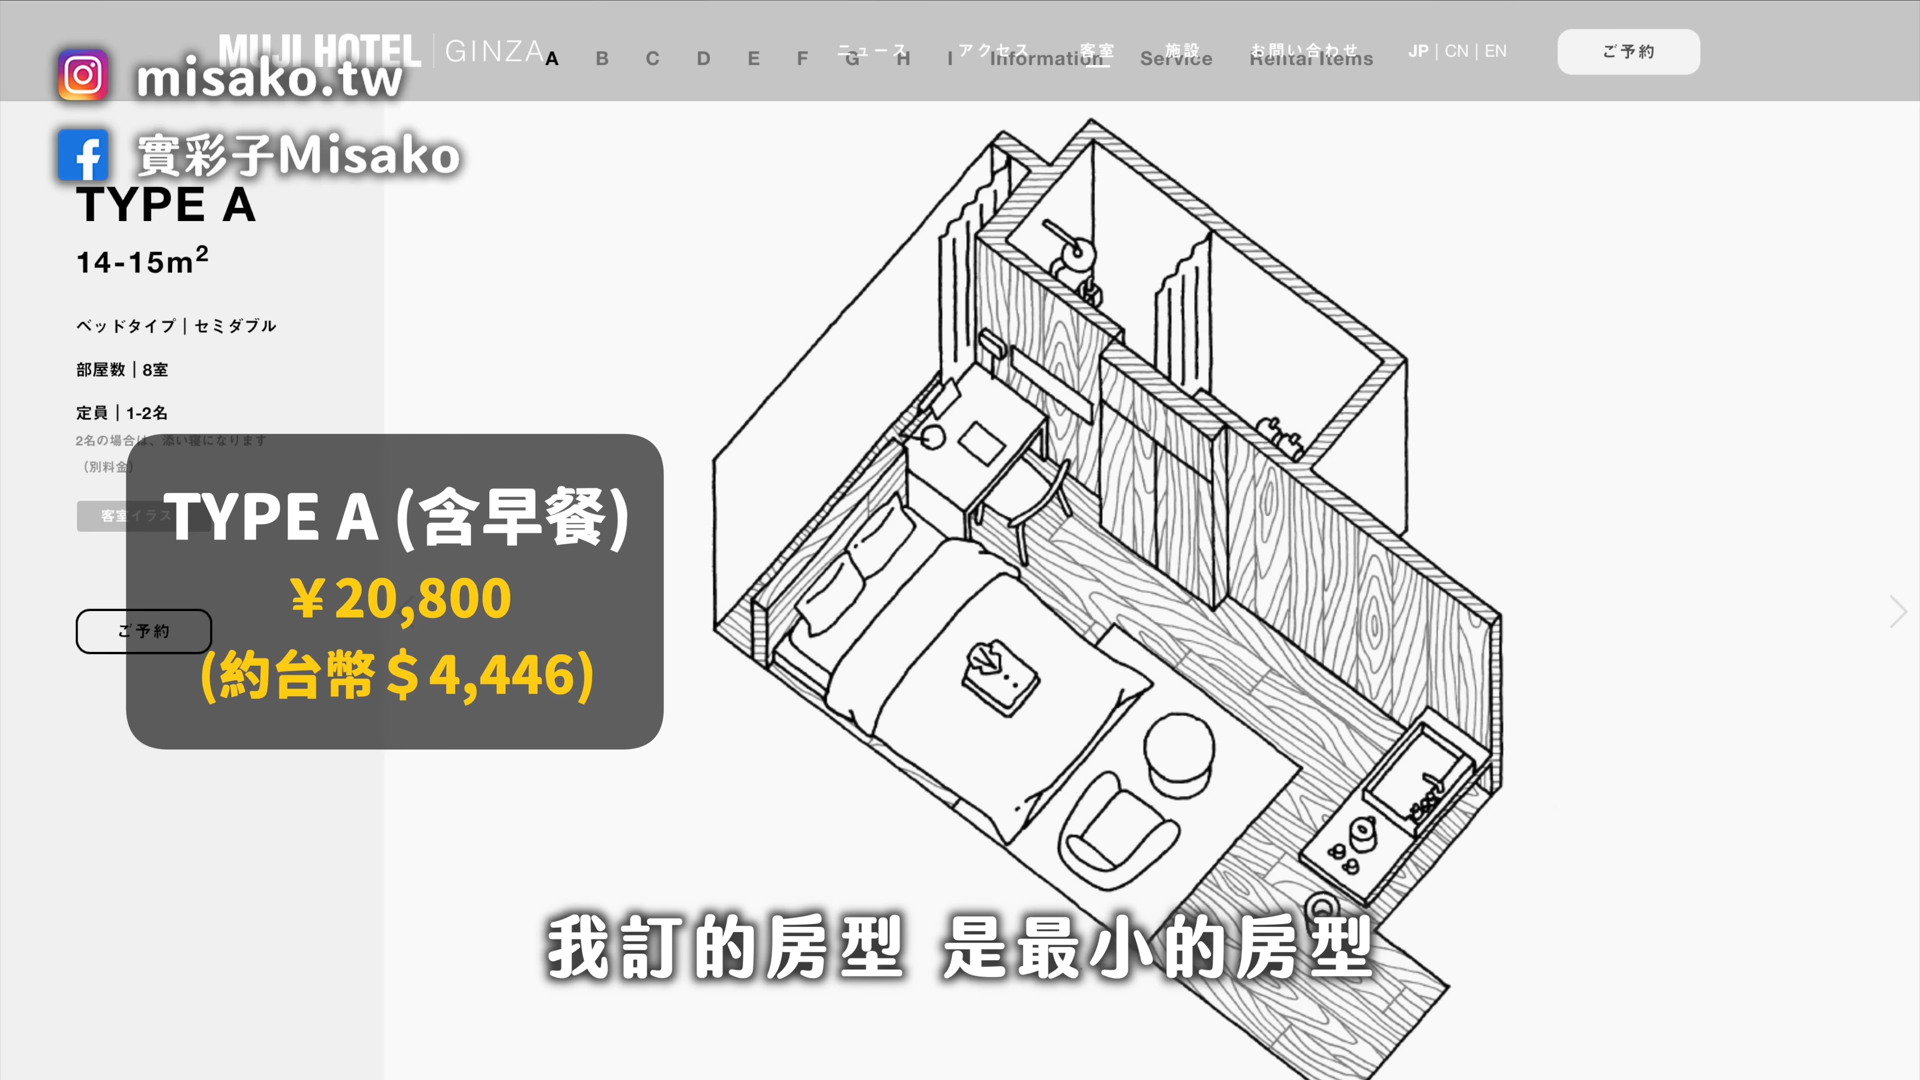 MUJI HOTEL | GINZA
A B C D E F G H I Information Service Rental Items
ニュース アクセス 客室 施設 お問い合わせ JP | CN | EN ご予約
misako.tw
實彩子Misako
TYPE A
14-15m²
ベッドタイプ | セミダブル
部屋数 | 8室
定員 | 1-2名
2名の場合は、添い寝になります
（別料金）
客室イラス
ご予約
TYPE A (含早餐)
¥20,800
(約台幣$4,446)
我訂的房型 是最小的房型